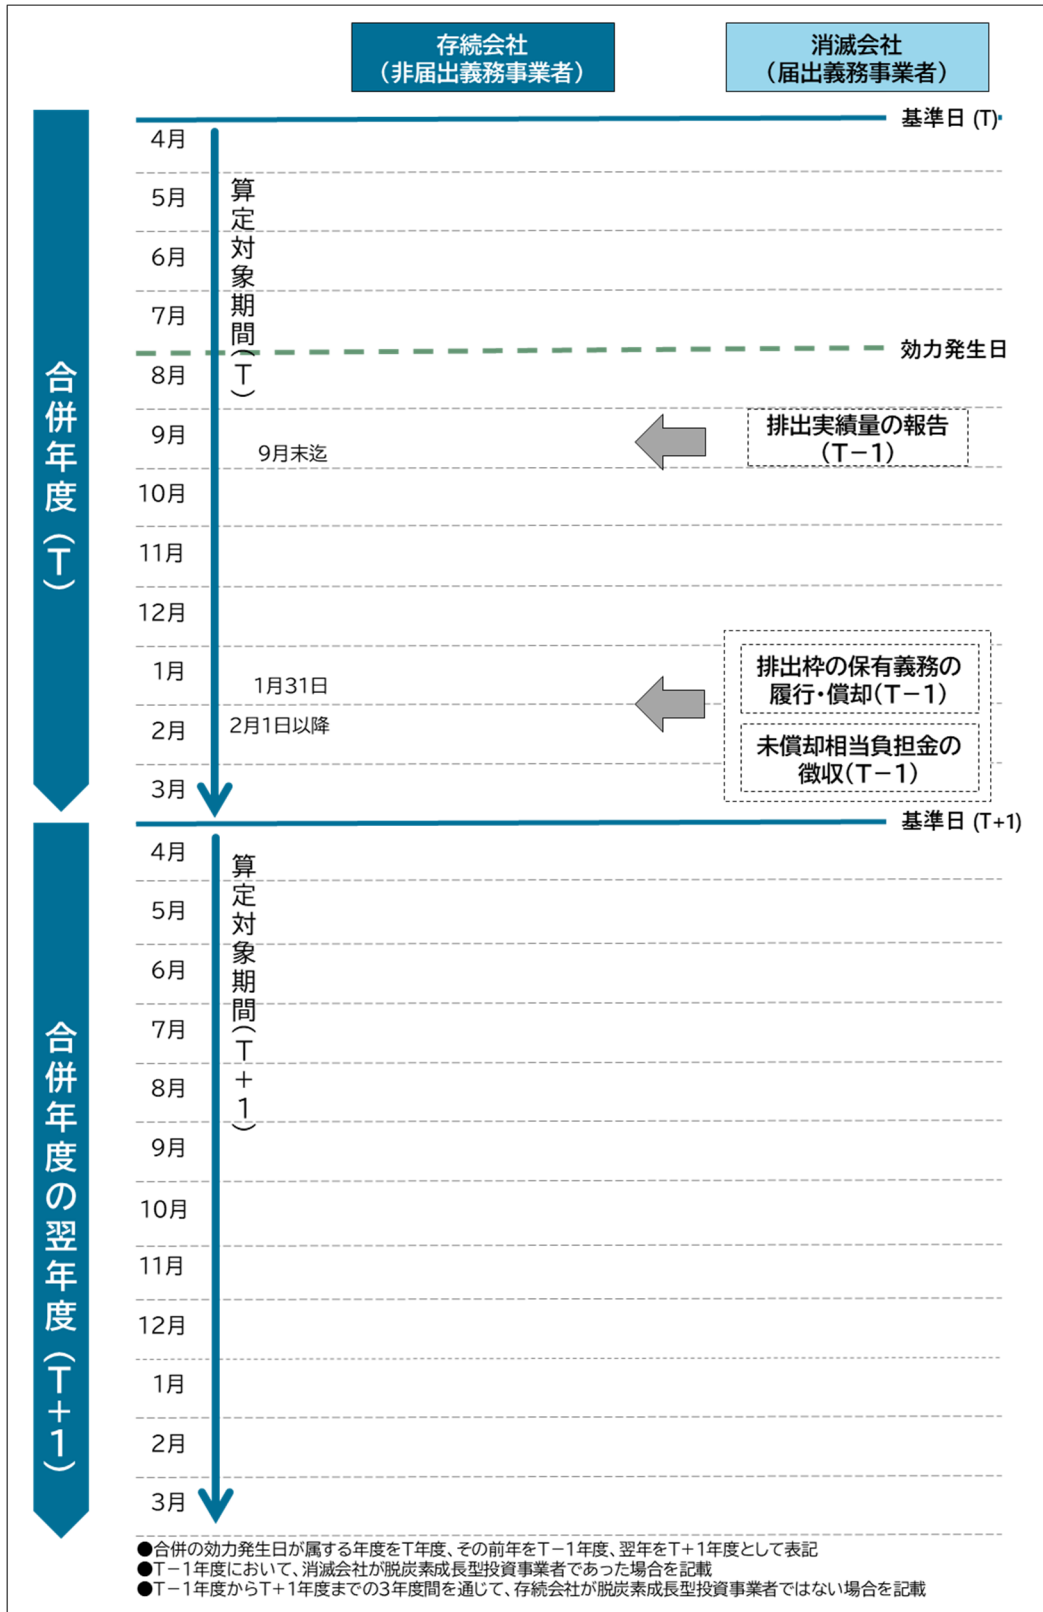 存続会社
（非届出義務事業者）
消滅会社
（届出義務事業者）
基準日 (T)
合併年度（T）
4月
5月
6月
7月
8月
9月
10月
11月
12月
1月
2月
3月
算定対象期間（T）
効力発生日
9月末迄
排出実績量の報告
（T－1）
1月31日
2月1日以降
排出枠の保有義務の
履行・償却（T－1）
未償却相当負担金の
徴収（T－1）
基準日 (T+1)
合併年度の翌年度（T＋1）
4月
5月
6月
7月
8月
9月
10月
11月
12月
1月
2月
3月
算定対象期間（T＋1）
●合併の効力発生日が属する年度をT年度、その前年をT－1年度、翌年をT＋1年度として表記
●T－1年度において、消滅会社が脱炭素成長型投資事業者であった場合を記載
●T－1年度からT＋1年度までの3年度間を通じて、存続会社が脱炭素成長型投資事業者ではない場合を記載